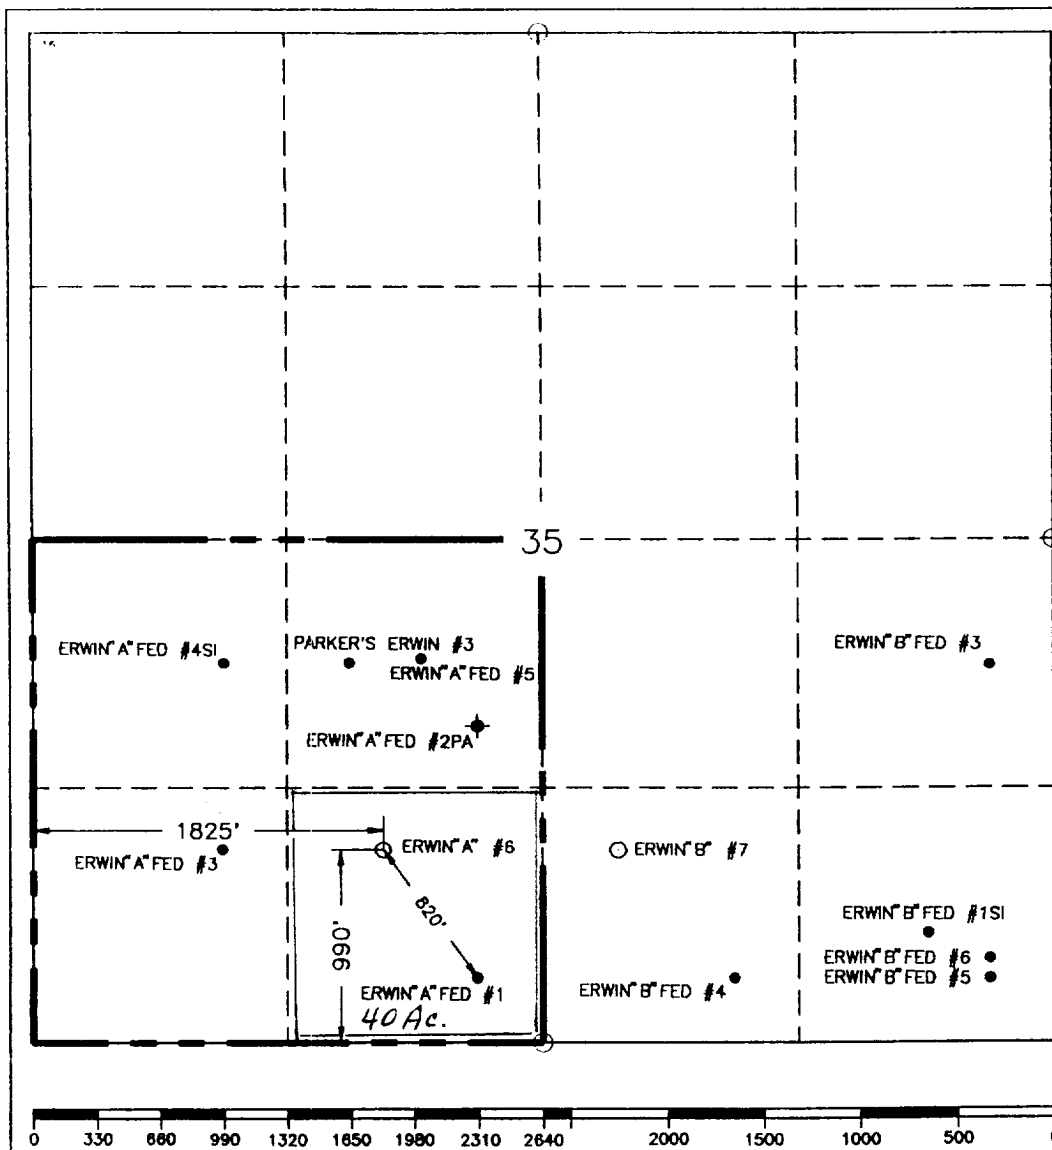 16
35
ERWIN"A"FED #4SI
PARKER'S ERWIN #3
ERWIN"A"FED #5
ERWIN"B"FED #3
ERWIN"A"FED #2PA
1825'
ERWIN"A" #6
ERWIN"B" #7
ERWIN"A"FED #3
820'
990'
ERWIN"B"FED #1SI
ERWIN"B"FED #6
ERWIN"B"FED #5
ERWIN"A"FED #1
ERWIN"B"FED #4
40 Ac.
0 330 660 990 1320 1650 1980 2310 2640 2000 1500 1000 500